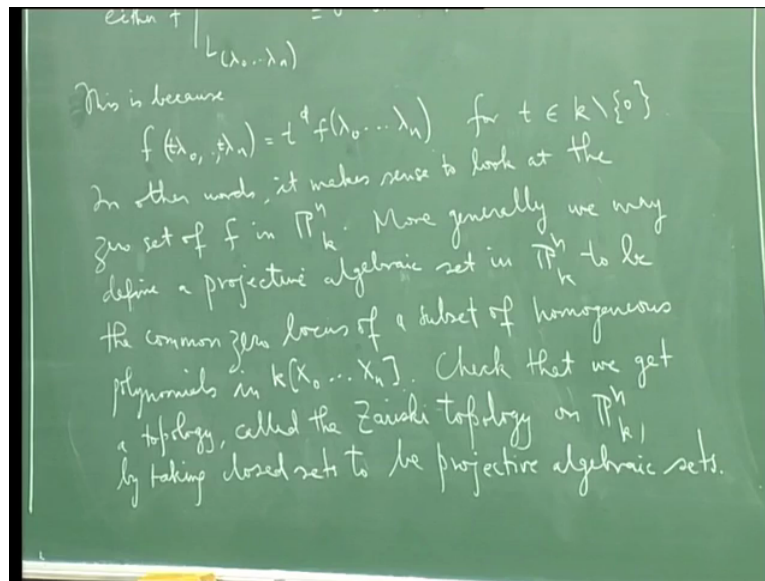 either f |
L(λ₀...λₙ)
This is because
f(tλ₀,..,tλₙ) = t^d f(λ₀...λₙ) for t ∈ k\{0}.
In other words, it makes sense to look at the
zero set of f in ℙⁿₖ. More generally we may
define a projective algebraic set in ℙⁿₖ to be
the common zero locus of a subset of homogeneous
polynomials in k[X₀...Xₙ]. Check that we get
a topology, called the Zariski topology on ℙⁿₖ,
by taking closed sets to be projective algebraic sets.